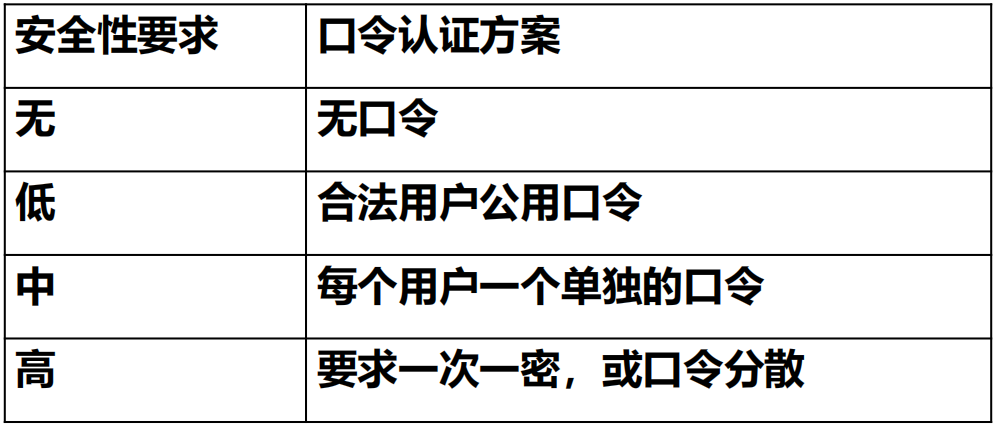 安全性要求 口令认证方案
无 无口令
低 合法用户公用口令
中 每个用户一个单独的口令
高 要求一次一密，或口令分散